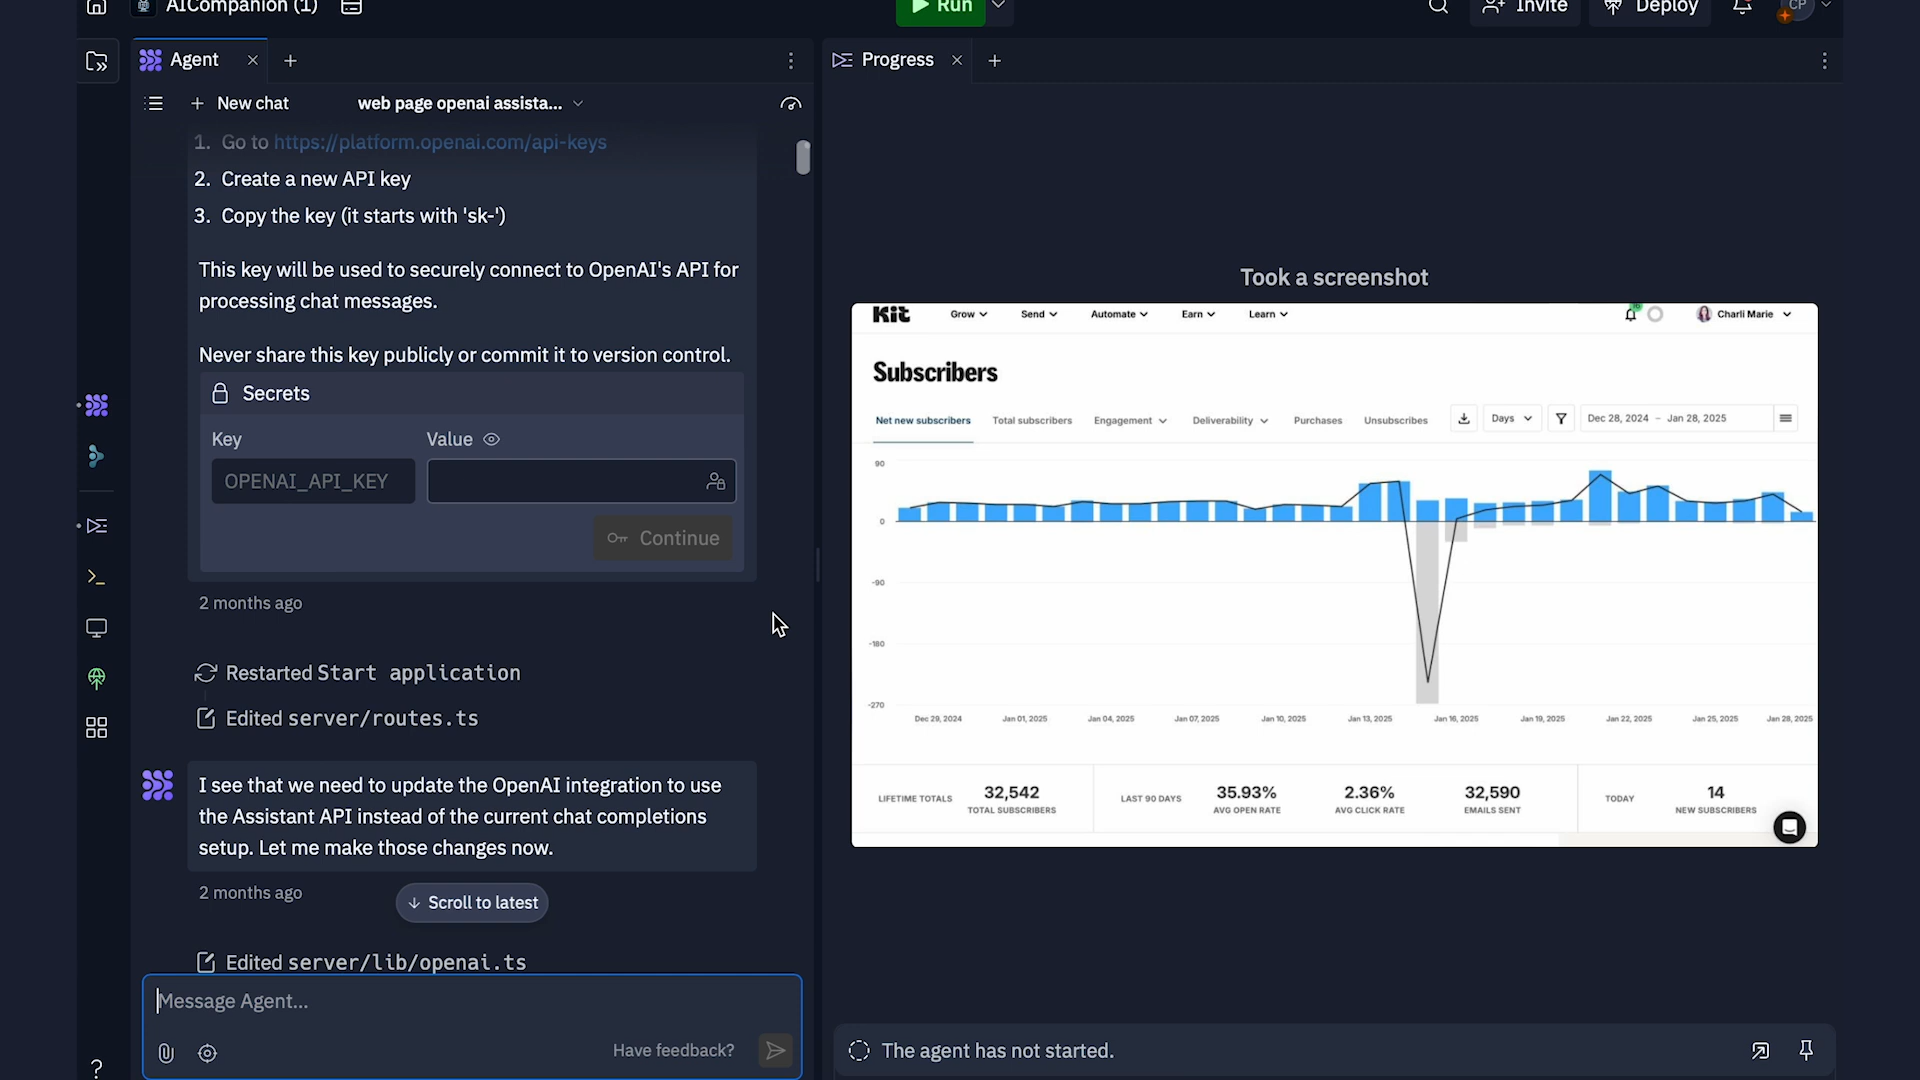 AICompanion (1)
Run
Invite
Deploy
CP
Agent
Progress
New chat
web page openai assista...
1. Go to https://platform.openai.com/api-keys
2. Create a new API key
3. Copy the key (it starts with 'sk-')
This key will be used to securely connect to OpenAI's API for
processing chat messages.
Never share this key publicly or commit it to version control.
Secrets
Key
Value
OPENAI_API_KEY
Continue
2 months ago
Restarted Start application
Edited server/routes.ts
I see that we need to update the OpenAI integration to use
the Assistant API instead of the current chat completions
setup. Let me make those changes now.
2 months ago
Scroll to latest
Edited server/lib/openai.ts
Message Agent...
Have feedback?
?
Took a screenshot
Kit
Grow
Send
Automate
Earn
Learn
Charli Marie
Subscribers
Net new subscribers
Total subscribers
Engagement
Deliverability
Purchases
Unsubscribes
Days
Dec 28, 2024 – Jan 28, 2025
90
0
-90
-180
-270
Dec 29, 2024
Jan 01, 2025
Jan 04, 2025
Jan 07, 2025
Jan 10, 2025
Jan 13, 2025
Jan 16, 2025
Jan 19, 2025
Jan 22, 2025
Jan 25, 2025
Jan 28, 2025
LIFETIME TOTALS
32,542
TOTAL SUBSCRIBERS
LAST 90 DAYS
35.93%
AVG OPEN RATE
2.36%
AVG CLICK RATE
32,590
EMAILS SENT
TODAY
14
NEW SUBSCRIBERS
The agent has not started.